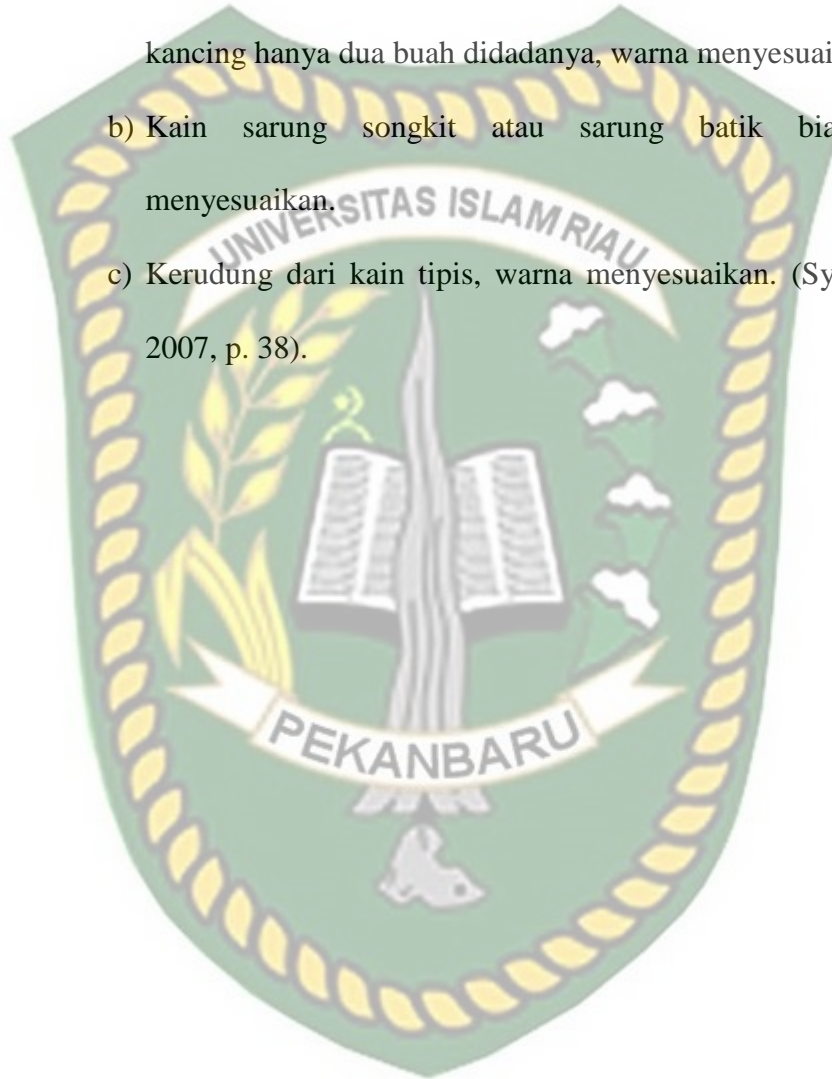 kancing hanya dua buah didadanya, warna menyesuai
b) Kain sarung songkit atau sarung batik bia
menyesuaikan.
UNIVERSITAS ISLAM RIAU
c) Kerudung dari kain tipis, warna menyesuaikan. (Sy
2007, p. 38).
PEKANBARU